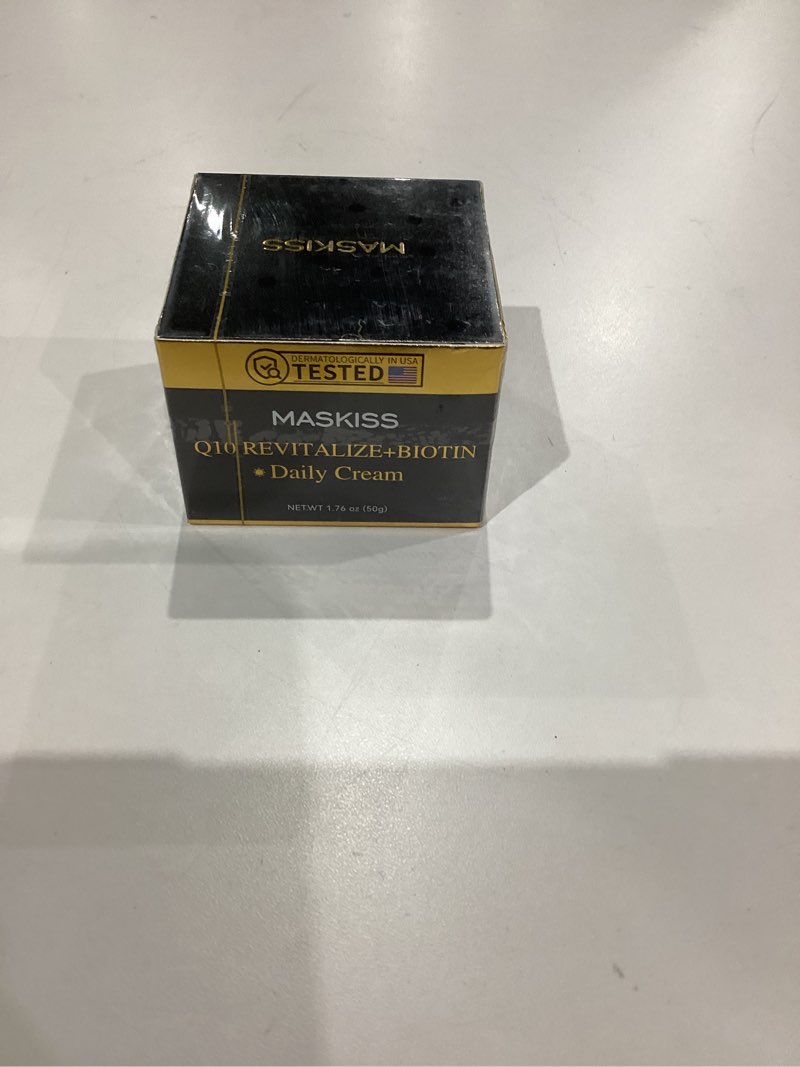 MASKISS
DERMATOLOGICALLY IN USA
TESTED
MASKISS
Q10 REVITALIZE+BIOTIN
Daily Cream
NET.WT 1.76 oz (50g)